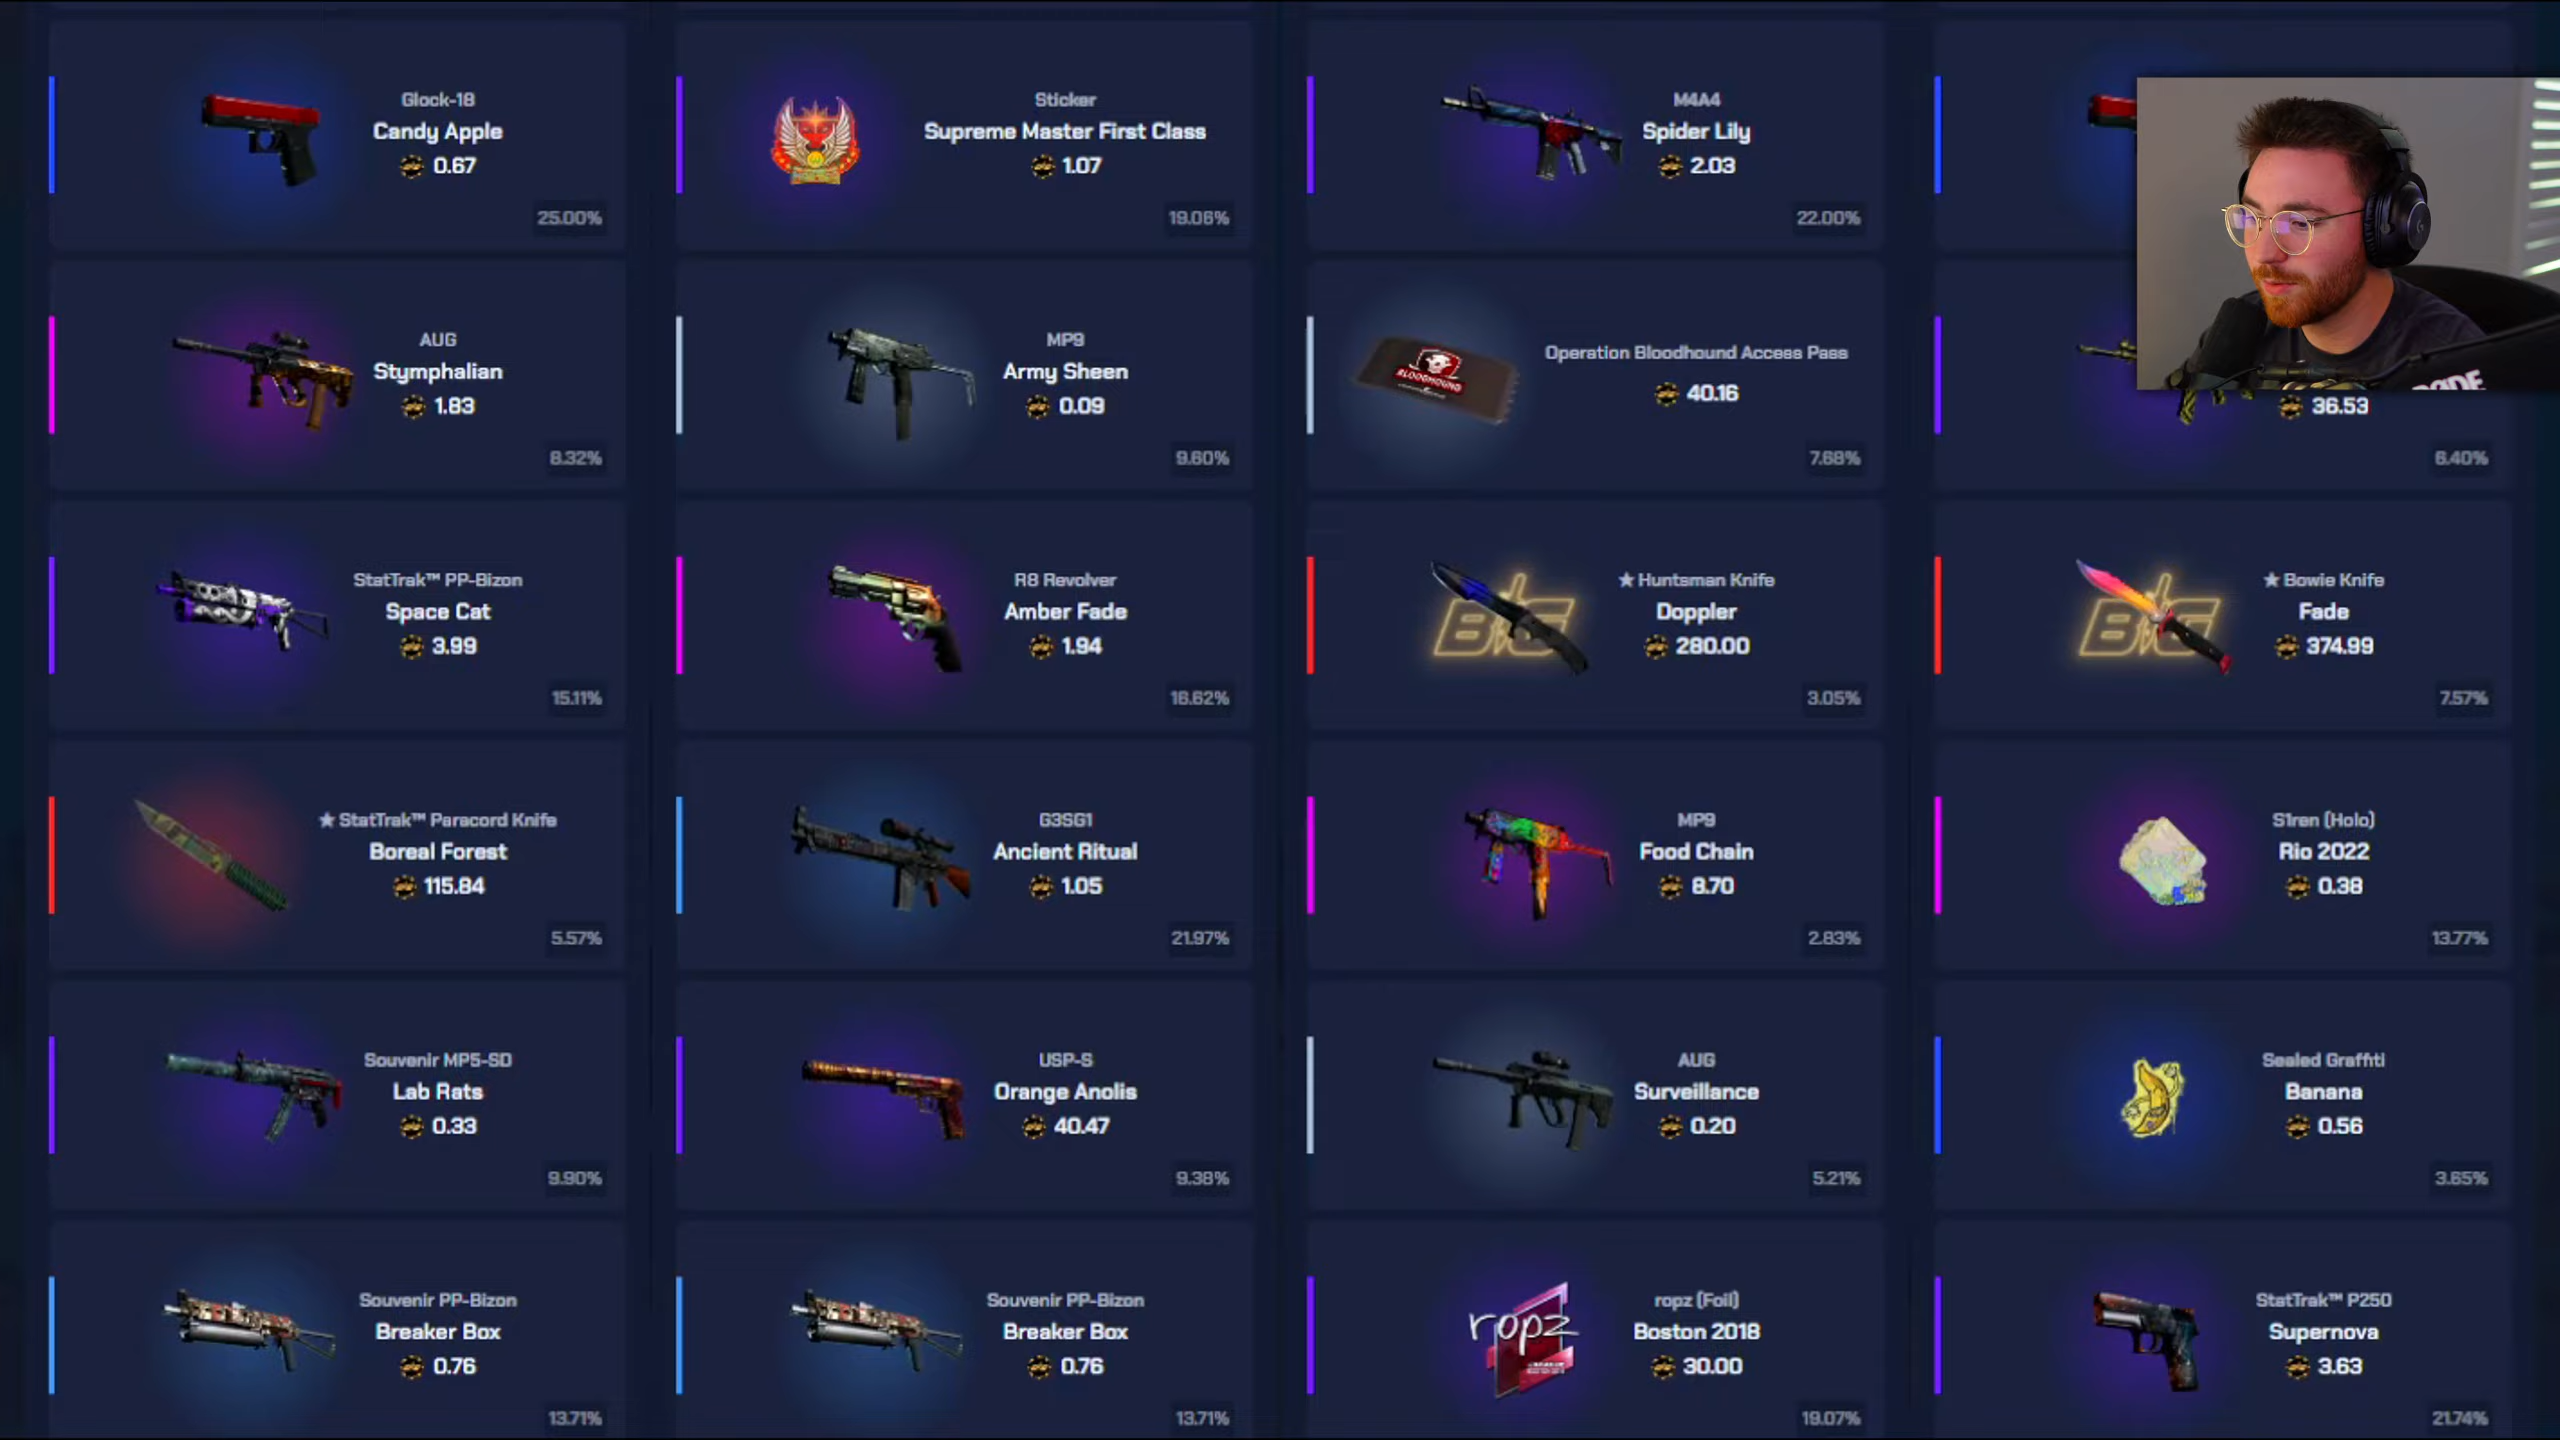 Glock-18
Candy Apple
0.67
25.00%
Sticker
Supreme Master First Class
1.07
19.06%
M4A4
Spider Lily
2.03
22.00%
AUG
Stymphalian
1.83
8.32%
MP9
Army Sheen
0.09
9.60%
BLOODHOUND
Operation Bloodhound Access Pass
40.16
7.68%
36.53
6.40%
StatTrak™ PP-Bizon
Space Cat
3.99
15.11%
R8 Revolver
Amber Fade
1.94
16.62%
BIG
★ Huntsman Knife
Doppler
280.00
3.05%
BIG
★ Bowie Knife
Fade
374.99
7.57%
★ StatTrak™ Paracord Knife
Boreal Forest
115.84
5.57%
G3SG1
Ancient Ritual
1.05
21.97%
MP9
Food Chain
8.70
2.83%
S1ren (Holo)
Rio 2022
0.38
13.77%
Souvenir MP5-SD
Lab Rats
0.33
9.90%
USP-S
Orange Anolis
40.47
9.38%
AUG
Surveillance
0.20
5.21%
Sealed Graffiti
Banana
0.56
3.65%
Souvenir PP-Bizon
Breaker Box
0.76
13.71%
Souvenir PP-Bizon
Breaker Box
0.76
13.71%
ropz
ropz (Foil)
Boston 2018
30.00
19.07%
StatTrak™ P250
Supernova
3.63
21.74%